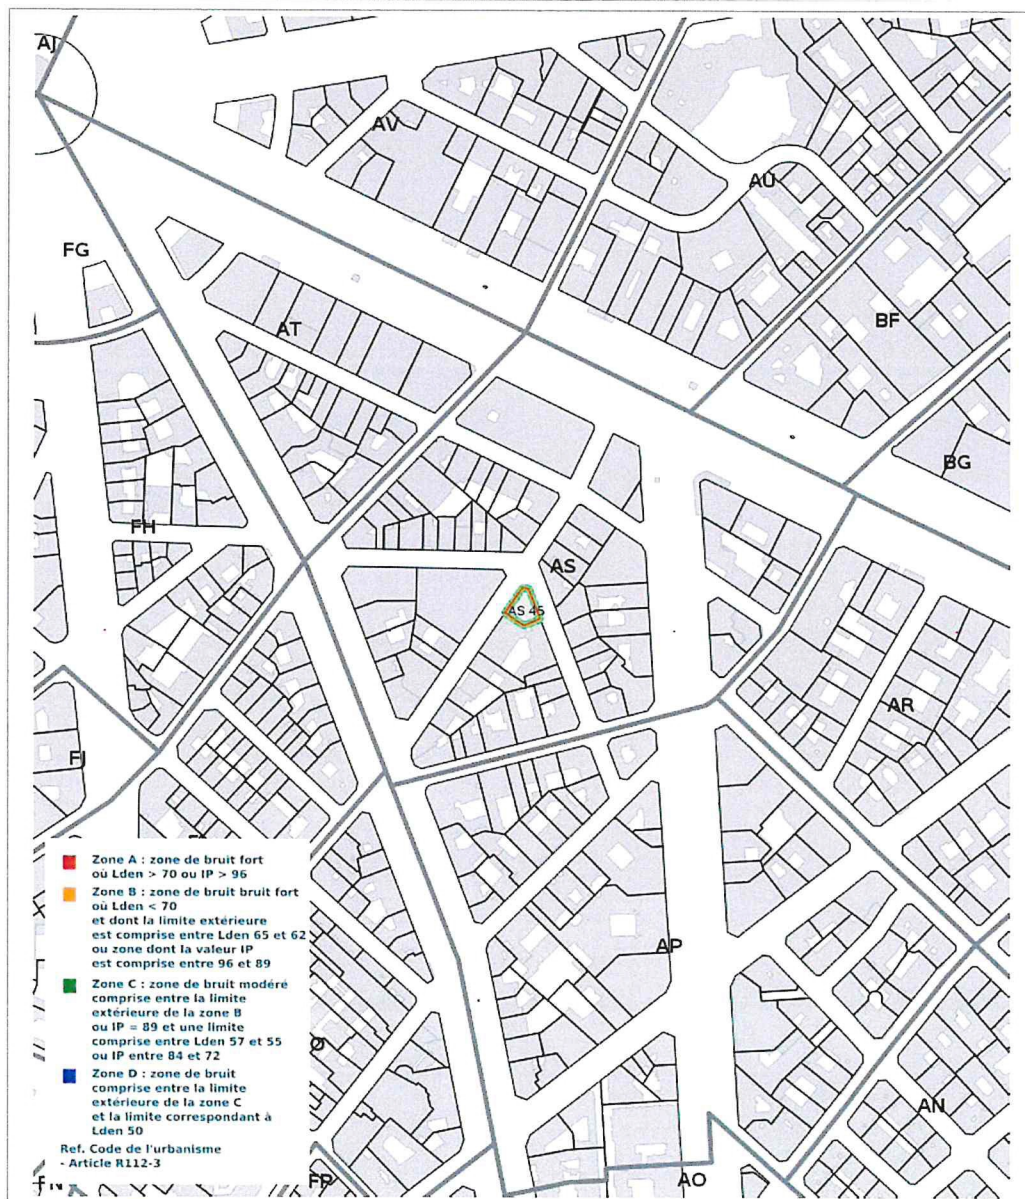 AJ
AV
AU
FG
AT
BF
BG
FH
AS
AS 45
AR
FJ
Zone A : zone de bruit fort
où Lden > 70 ou IP > 96
Zone B : zone de bruit bruit fort
où Lden < 70
et dont la limite extérieure
est comprise entre Lden 65 et 62
ou zone dont la valeur IP
est comprise entre 96 et 89
Zone C : zone de bruit modéré
comprise entre la limite
extérieure de la zone B
ou IP = 89 et une limite
comprise entre Lden 57 et 55
ou IP entre 84 et 72
Zone D : zone de bruit
comprise entre la limite
extérieure de la zone C
et la limite correspondant à
Lden 50
Ref. Code de l'urbanisme
- Article R112-3
AP
AN
FP
AO